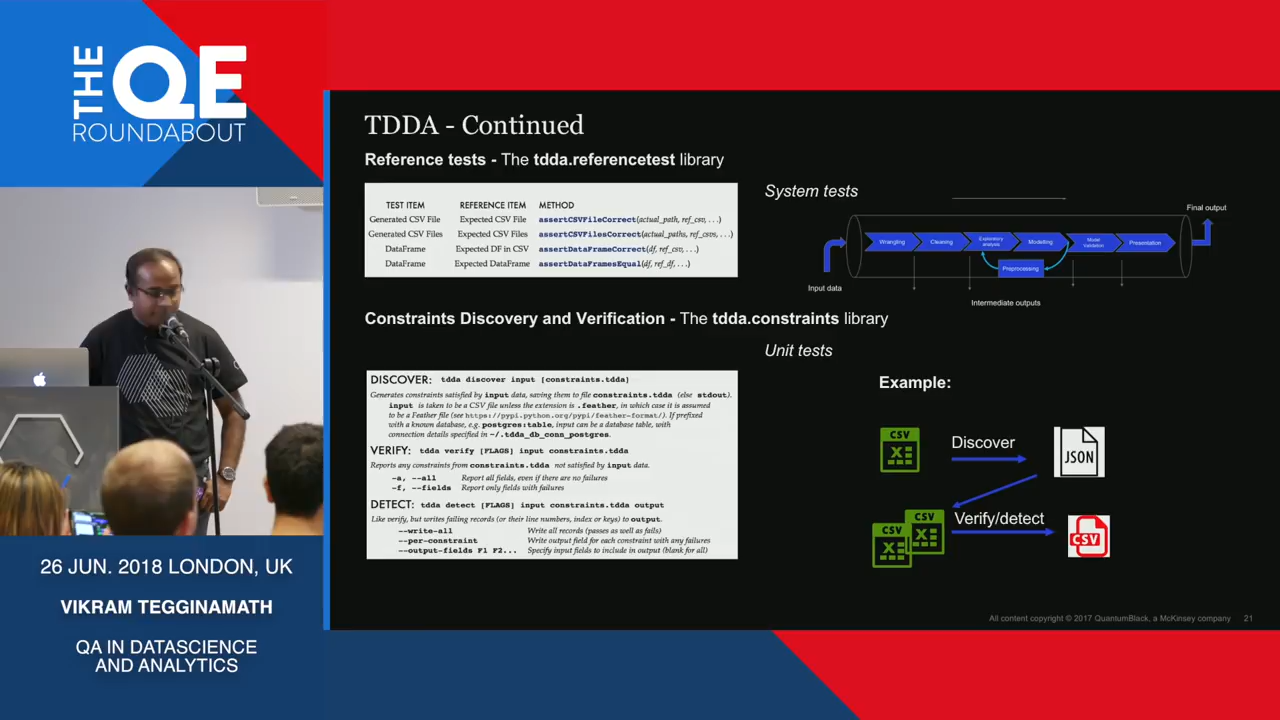 THE
QE
ROUNDABOUT
26 JUN. 2018 LONDON, UK
VIKRAM TEGGINAMATH
QA IN DATASCIENCE
AND ANALYTICS
TDDA - Continued
Reference tests - The tdda.referencetest library
TEST ITEM REFERENCE ITEM METHOD
Generated CSV File Expected CSV File assertCSVFileCorrect(actual_path, ref_csv, ...)
Generated CSV Files Expected CSV Files assertCSVFilesCorrect(actual_paths, ref_csvs, ...)
DataFrame Expected DF in CSV assertDataFrameCorrect(df, ref_csv, ...)
DataFrame Expected DataFrame assertDataFramesEqual(df, ref_df, ...)
System tests
Final output
Wrangling Cleaning Exploratory analysis Modelling Model Validation Presentation
Preprocessing
Input data
Intermediate outputs
Constraints Discovery and Verification - The tdda.constraints library
Unit tests
DISCOVER: tdda discover input [constraints.tdda]
Generates constraints satisfied by input data, saving them to file constraints.tdda (else stdout).
input is taken to be a CSV file unless the extension is .feather, in which case it is assumed
to be a Feather file (see https://pypi.python.org/pypi/feather-format/). If prefixed
with a known database, e.g. postgres:table, input can be a database table, with
connection details specified in ~/.tdda_db_conn_postgres.
VERIFY: tdda verify [FLAGS] input constraints.tdda
Reports any constraints from constraints.tdda not satisfied by input data.
-a, --all Report all fields, even if there are no failures
-f, --fields Report only fields with failures
DETECT: tdda detect [FLAGS] input constraints.tdda output
Like verify, but writes failing records (or their line numbers, index or keys) to output.
--write-all Write all records (passes as well as fails)
--per-constraint Write output field for each constraint with any failures
--output-fields F1 F2... Specify input fields to include in output (blank for all)
Example:
CSV
Discover
JSON
CSV
CSV
Verify/detect
CSV
All content copyright © 2017 QuantumBlack, a McKinsey company 21